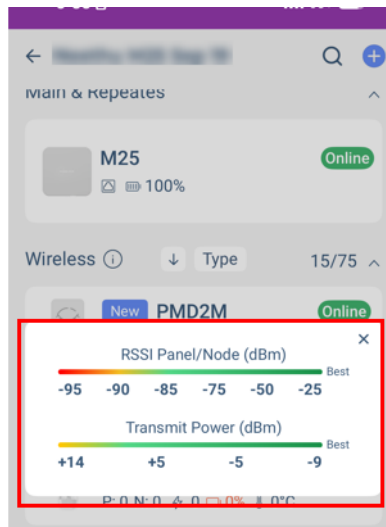 Main & Repeates
M25
Online
100%
Wireless
Type
15/75
New
PMD2M
Online
RSSI Panel/Node (dBm)
Best
-95 -90 -85 -75 -50 -25
Transmit Power (dBm)
Best
+14 +5 -5 -9
P: 0 N: 0 0 0% 0°C